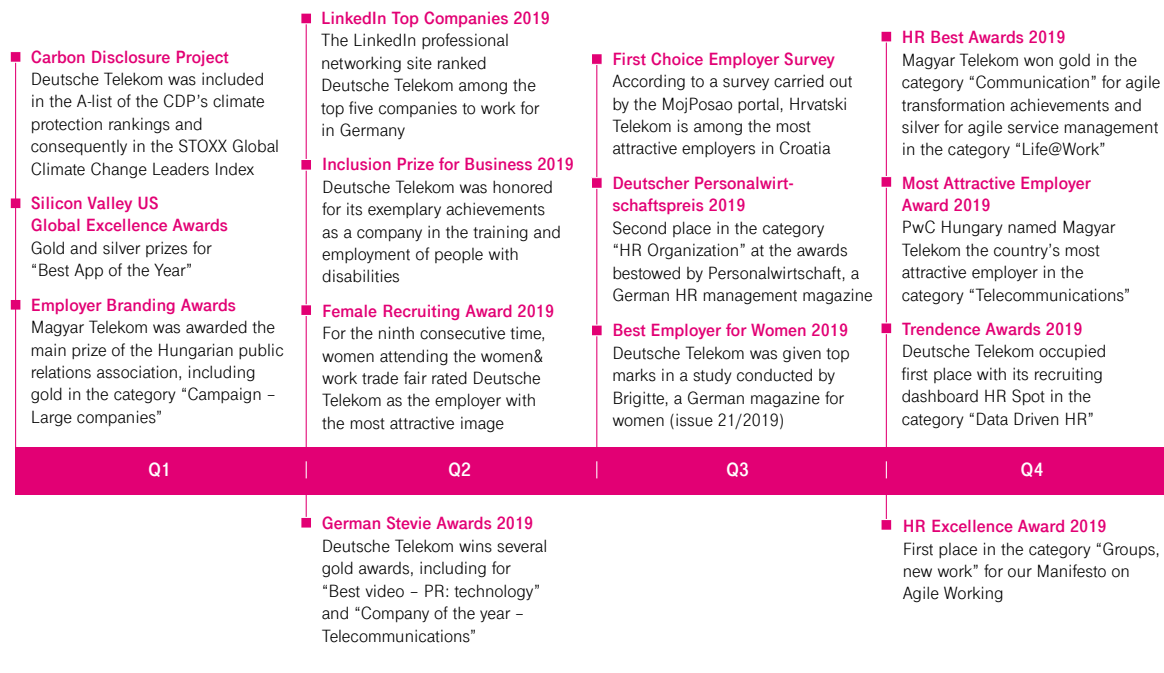 Carbon Disclosure Project
Deutsche Telekom was included
in the A-list of the CDP’s climate
protection rankings and
consequently in the STOXX Global
Climate Change Leaders Index
Silicon Valley US
Global Excellence Awards
Gold and silver prizes for
“Best App of the Year”
Employer Branding Awards
Magyar Telekom was awarded the
main prize of the Hungarian public
relations association, including
gold in the category “Campaign –
Large companies”
LinkedIn Top Companies 2019
The LinkedIn professional
networking site ranked
Deutsche Telekom among the
top five companies to work for
in Germany
Inclusion Prize for Business 2019
Deutsche Telekom was honored
for its exemplary achievements
as a company in the training and
employment of people with
disabilities
Female Recruiting Award 2019
For the ninth consecutive time,
women attending the women&
work trade fair rated Deutsche
Telekom as the employer with
the most attractive image
First Choice Employer Survey
According to a survey carried out
by the MojPosao portal, Hrvatski
Telekom is among the most
attractive employers in Croatia
Deutscher Personalwirt-
schaftspreis 2019
Second place in the category
“HR Organization” at the awards
bestowed by Personalwirtschaft, a
German HR management magazine
Best Employer for Women 2019
Deutsche Telekom was given top
marks in a study conducted by
Brigitte, a German magazine for
women (issue 21/2019)
HR Best Awards 2019
Magyar Telekom won gold in the
category “Communication” for agile
transformation achievements and
silver for agile service management
in the category “Life@Work”
Most Attractive Employer
Award 2019
PwC Hungary named Magyar
Telekom the country’s most
attractive employer in the
category “Telecommunications”
Trendence Awards 2019
Deutsche Telekom occupied
first place with its recruiting
dashboard HR Spot in the
category “Data Driven HR”
Q1 | Q2 | Q3 | Q4
German Stevie Awards 2019
Deutsche Telekom wins several
gold awards, including for
“Best video – PR: technology”
and “Company of the year –
Telecommunications”
HR Excellence Award 2019
First place in the category “Groups,
new work” for our Manifesto on
Agile Working